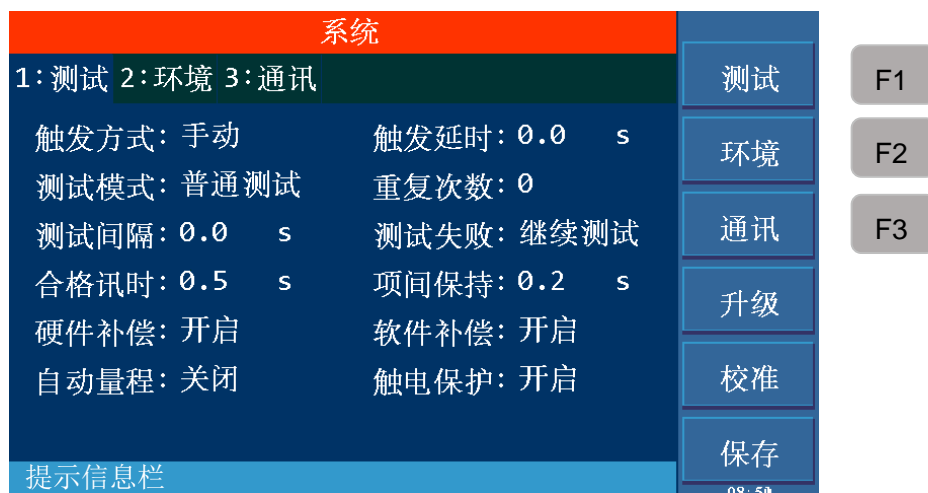 系统
1:测试 2:环境 3:通讯
触发方式: 手动 触发延时: 0.0 s
测试模式: 普通测试 重复次数: 0
测试间隔: 0.0 s 测试失败: 继续测试
合格讯时: 0.5 s 项间保持: 0.2 s
硬件补偿: 开启 软件补偿: 开启
自动量程: 关闭 触电保护: 开启
提示信息栏
测试
环境
通讯
升级
校准
保存
F1
F2
F3